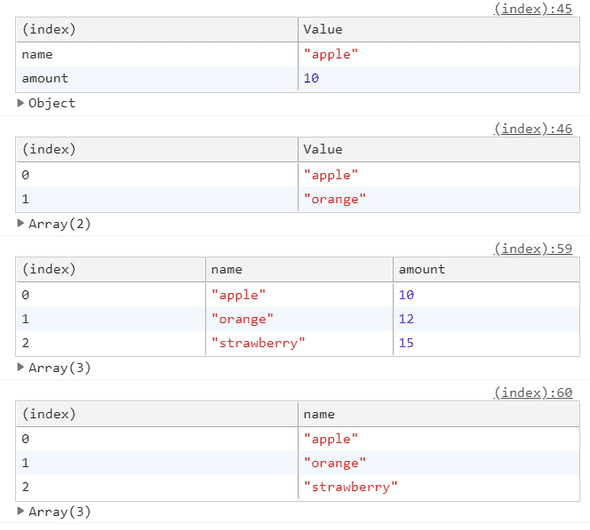 (index):45
(index) Value
name "apple"
amount 10
▶ Object
(index):46
(index) Value
0 "apple"
1 "orange"
▶ Array(2)
(index):59
(index) name amount
0 "apple" 10
1 "orange" 12
2 "strawberry" 15
▶ Array(3)
(index):60
(index) name
0 "apple"
1 "orange"
2 "strawberry"
▶ Array(3)